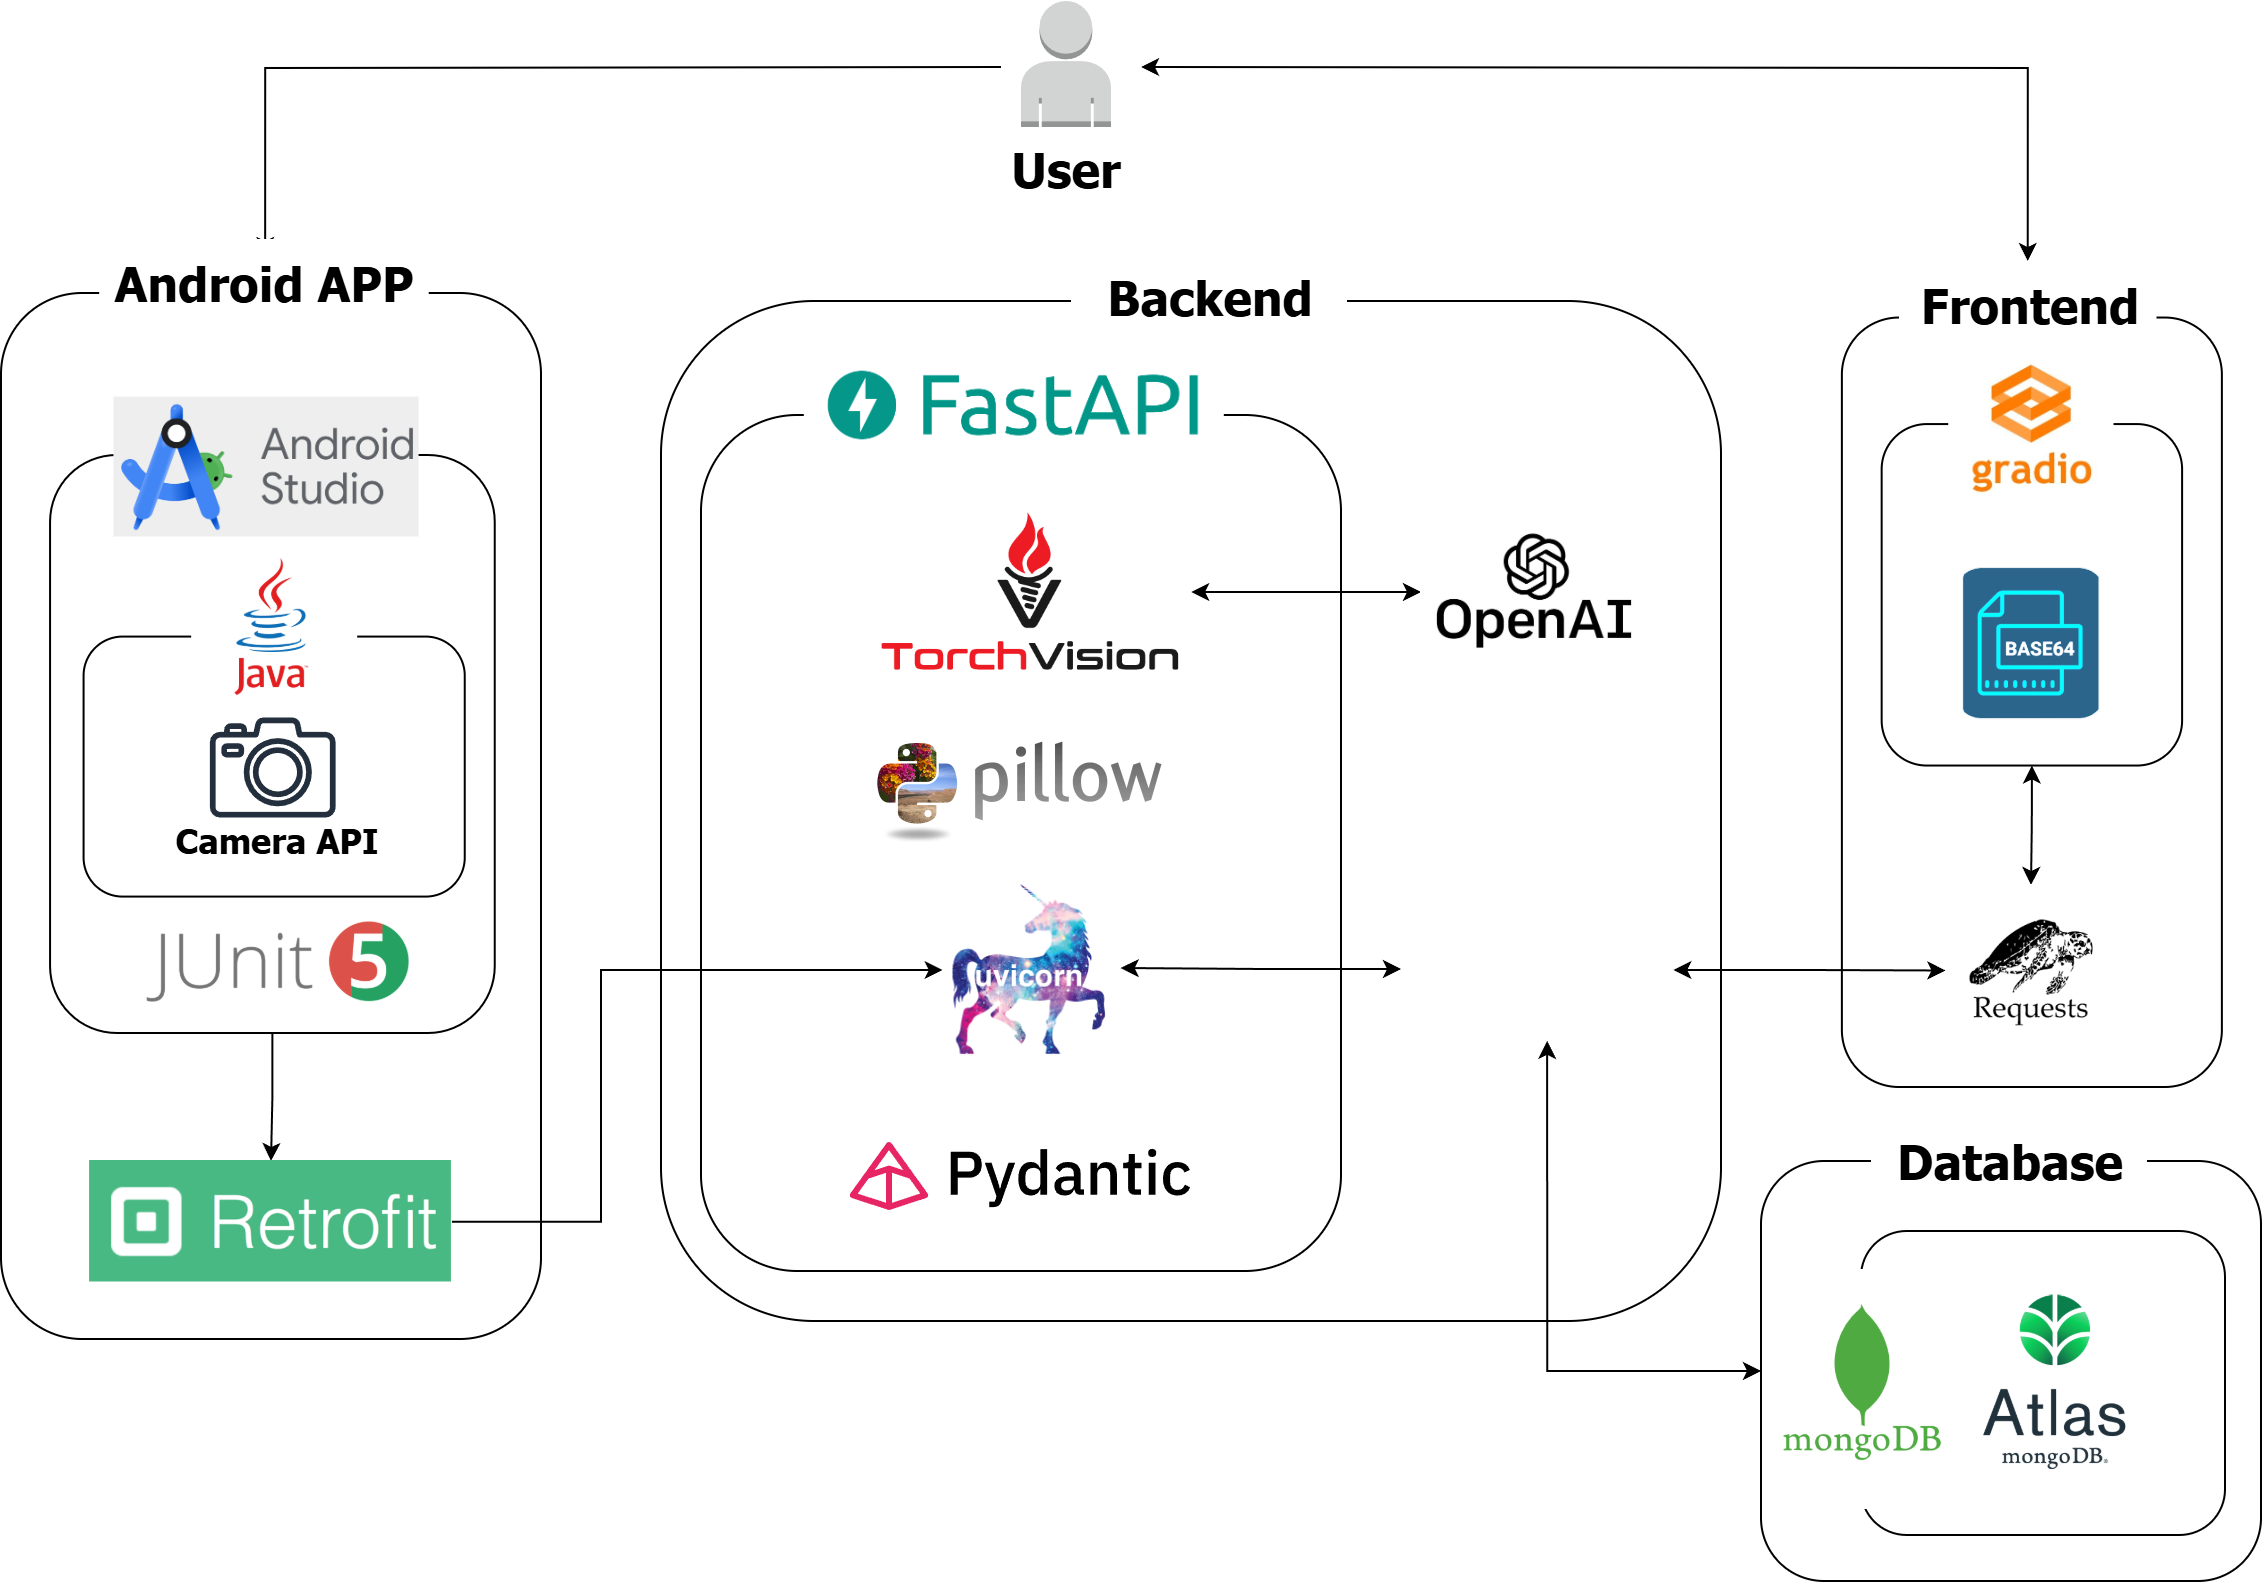 User
Android APP
Android
Studio
Java
Camera API
JUnit 5
Retrofit
Backend
FastAPI
TorchVision
OpenAI
pillow
uvicorn
Pydantic
Frontend
gradio
BASE64
Requests
Database
mongoDB
Atlas
mongoDB.